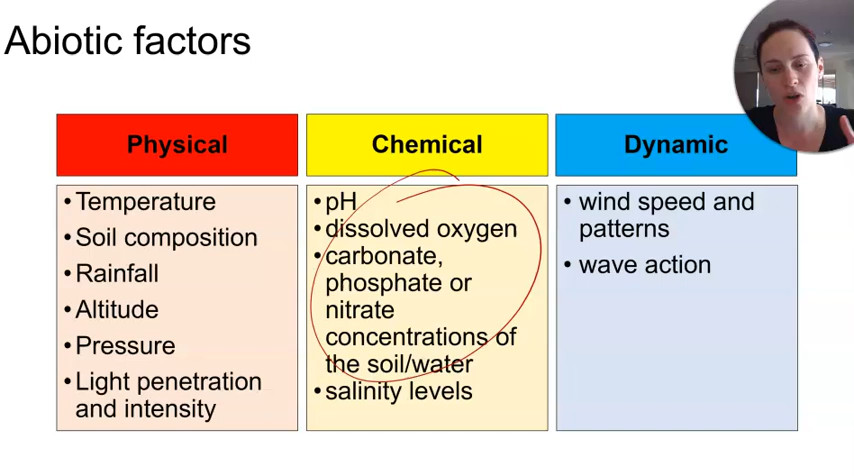 Abiotic factors
Physical
•Temperature
•Soil composition
•Rainfall
•Altitude
•Pressure
•Light penetration
and intensity
Chemical
•pH
•dissolved oxygen
•carbonate,
phosphate or
nitrate
concentrations of
the soil/water
•salinity levels
Dynamic
• wind speed and
patterns
• wave action